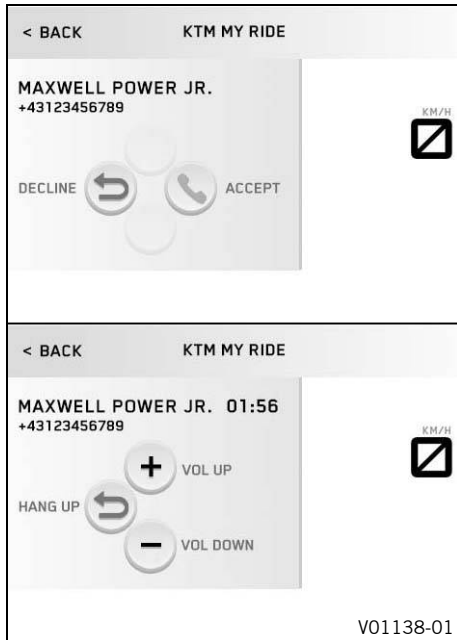 < BACK KTM MY RIDE
MAXWELL POWER JR.
+43123456789
KM/H
DECLINE ACCEPT
< BACK KTM MY RIDE
MAXWELL POWER JR. 01:56
+43123456789
KM/H
VOL UP
HANG UP
VOL DOWN
V01138-01